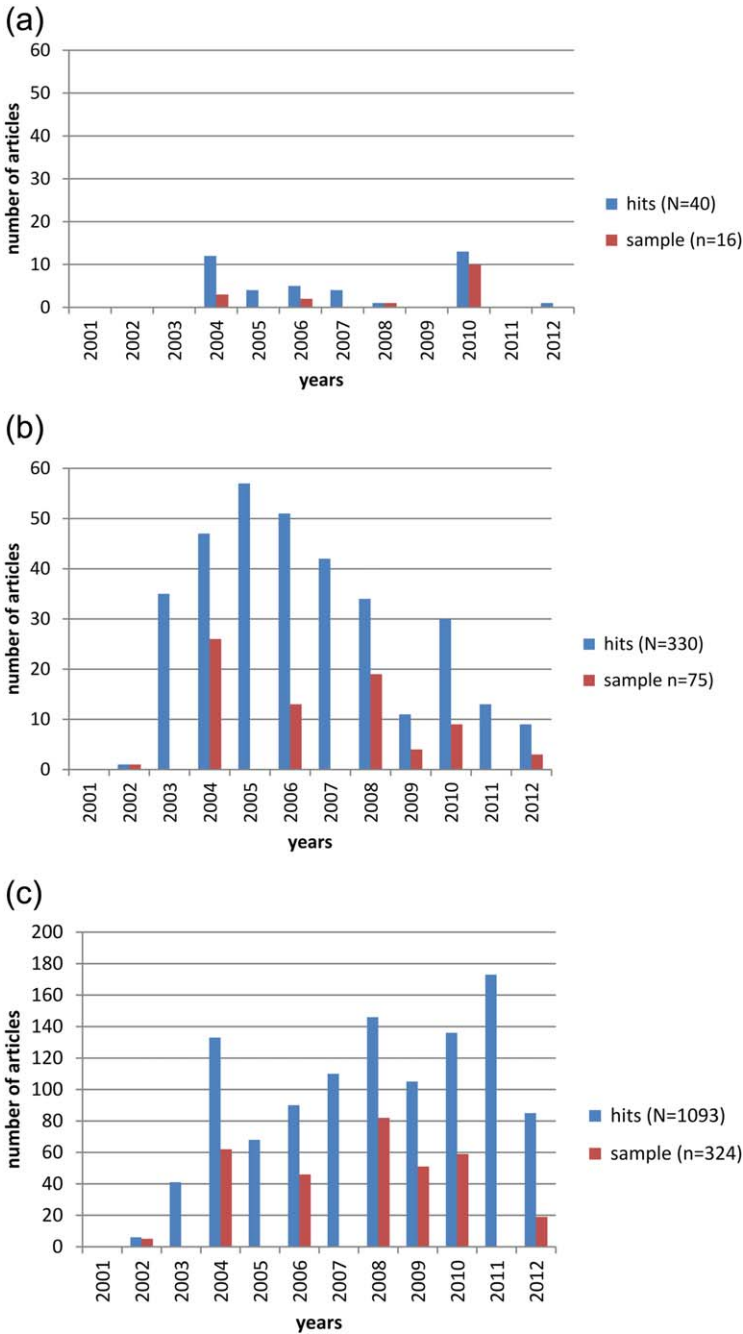 (a)
60
50
40
30
20
10
0
number of articles
2001 2002 2003 2004 2005 2006 2007 2008 2009 2010 2011 2012
years
hits (N=40)
sample (n=16)
(b)
60
50
40
30
20
10
0
number of articles
2001 2002 2003 2004 2005 2006 2007 2008 2009 2010 2011 2012
years
hits (N=330)
sample n=75)
(c)
200
180
160
140
120
100
80
60
40
20
0
number of articles
2001 2002 2003 2004 2005 2006 2007 2008 2009 2010 2011 2012
years
hits (N=1093)
sample (n=324)